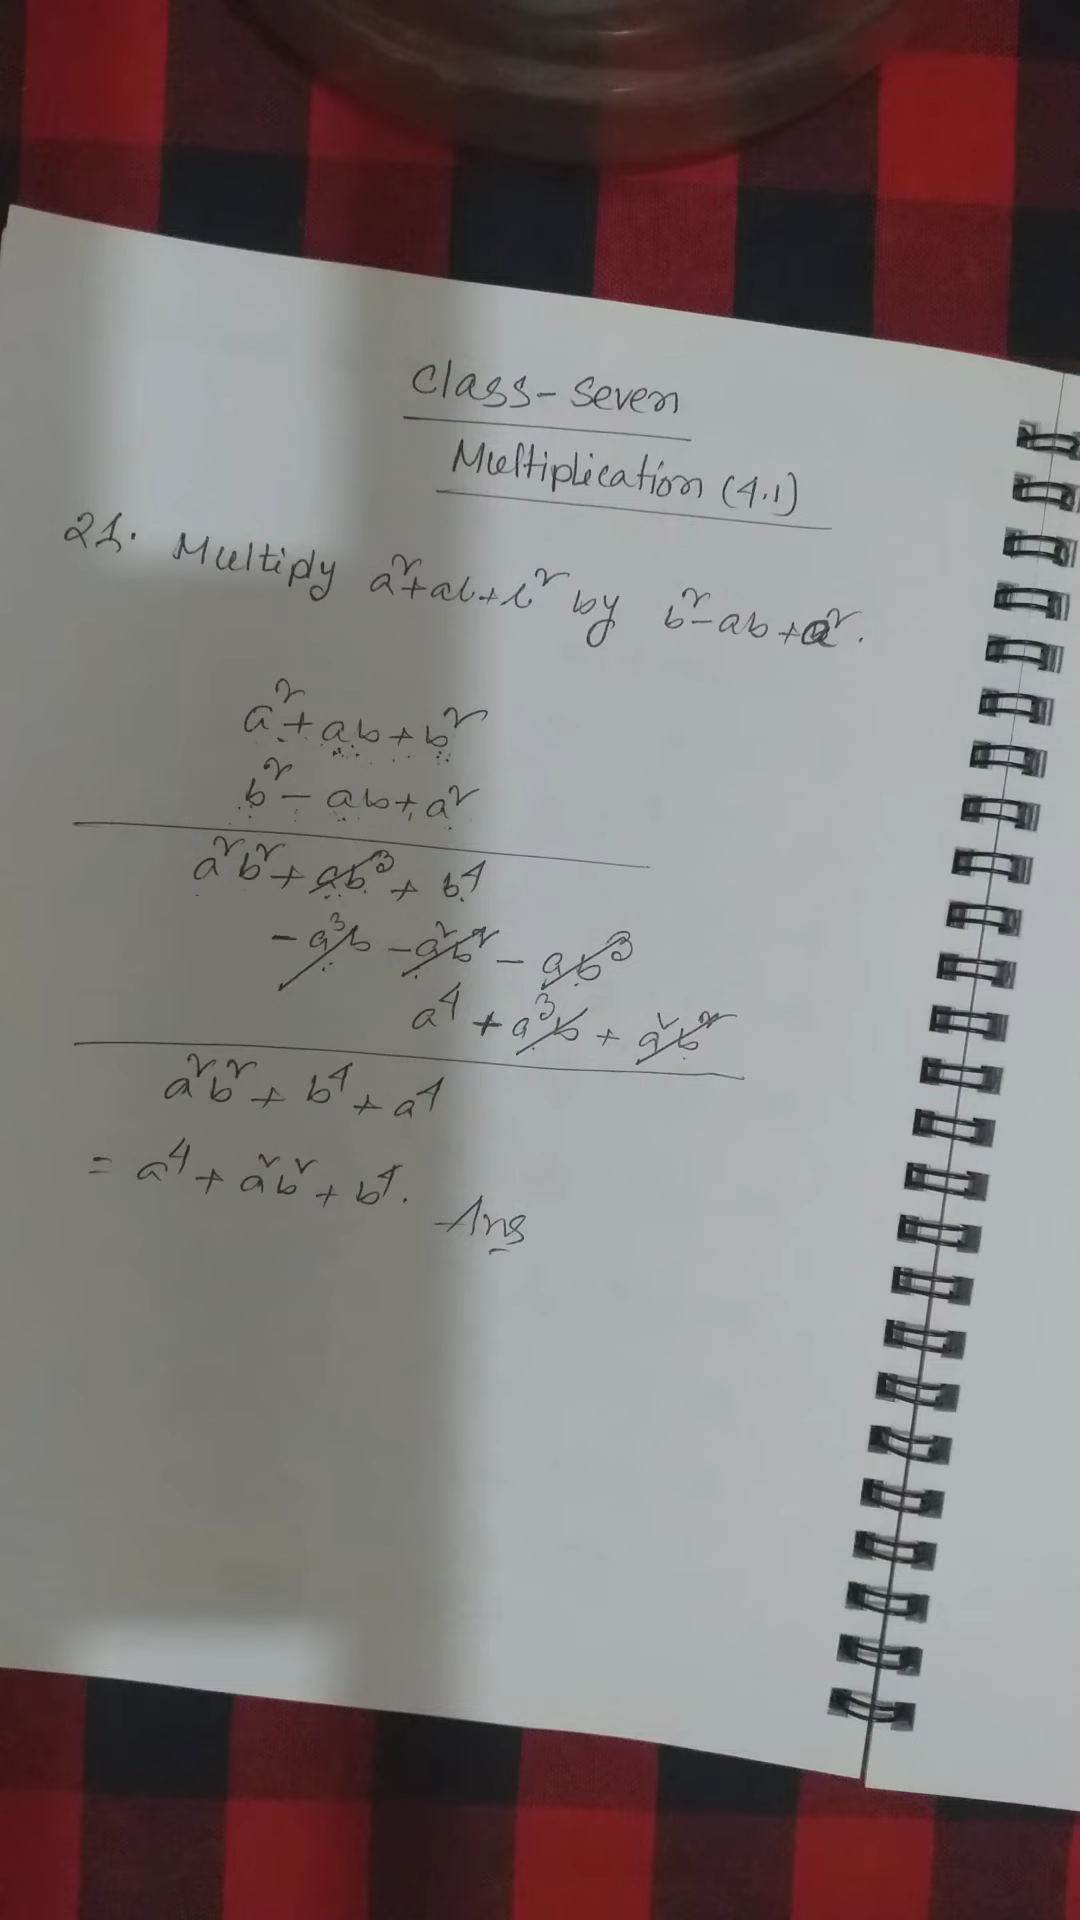 Class-Seven
Multiplication (4.1)
21. Multiply a²+ab+b² by b²-ab+a².
a²+ab+b²
b²-ab+a²
a²b²+ab³+b⁴
-a³b-a²b²-ab³
a⁴+a³b+a²b²
a²b²+b⁴+a⁴
=a⁴+a²b²+b⁴. Ans